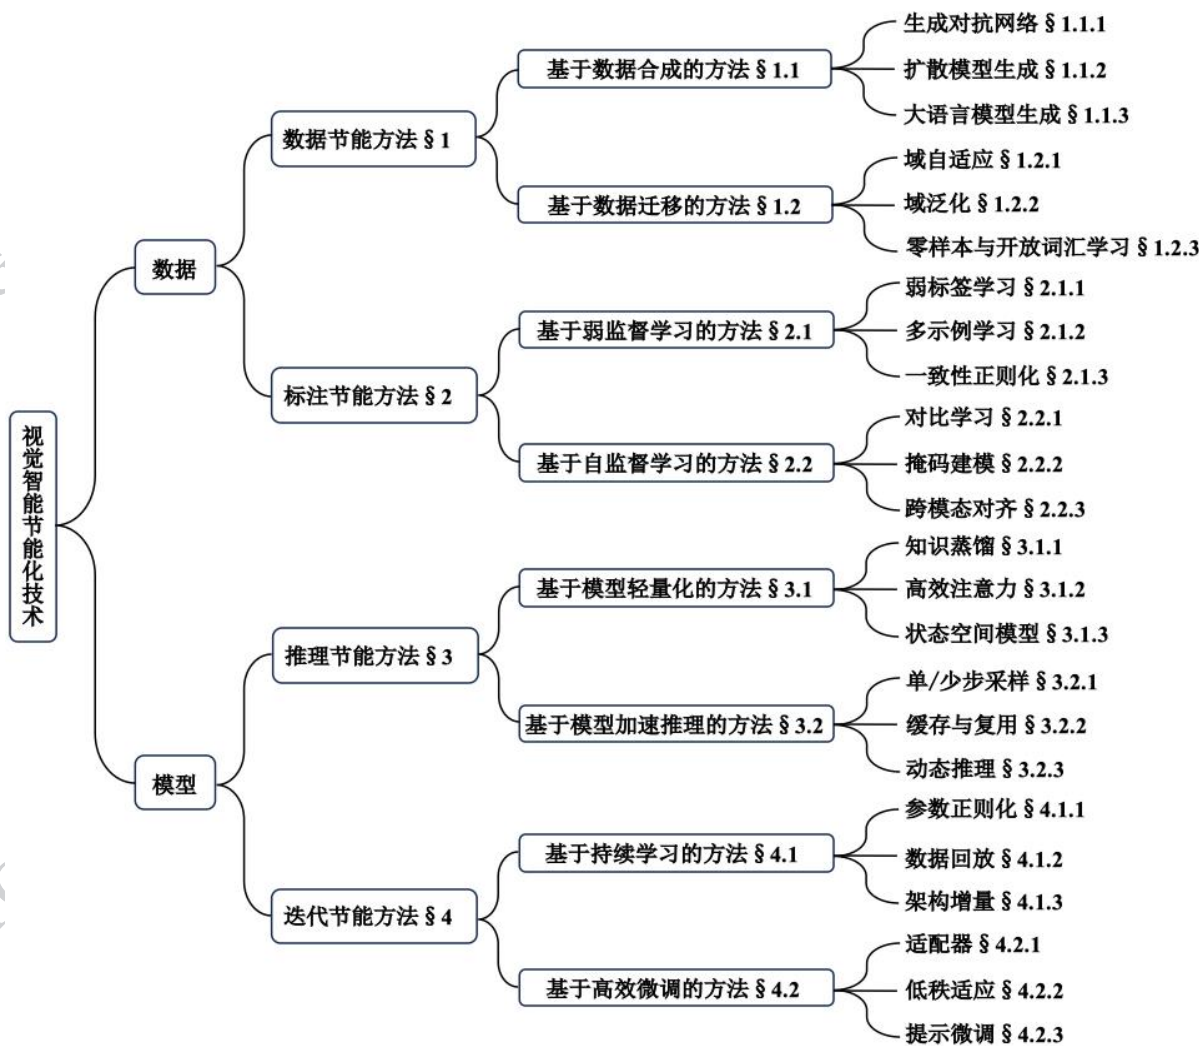 视觉智能节能化技术
数据
数据节能方法 § 1
基于数据合成的方法 § 1.1
生成对抗网络 § 1.1.1
扩散模型生成 § 1.1.2
大语言模型生成 § 1.1.3
基于数据迁移的方法 § 1.2
域自适应 § 1.2.1
域泛化 § 1.2.2
零样本与开放词汇学习 § 1.2.3
标注节能方法 § 2
基于弱监督学习的方法 § 2.1
弱标签学习 § 2.1.1
多示例学习 § 2.1.2
一致性正则化 § 2.1.3
基于自监督学习的方法 § 2.2
对比学习 § 2.2.1
掩码建模 § 2.2.2
跨模态对齐 § 2.2.3
模型
推理节能方法 § 3
基于模型轻量化的方法 § 3.1
知识蒸馏 § 3.1.1
高效注意力 § 3.1.2
状态空间模型 § 3.1.3
基于模型加速推理的方法 § 3.2
单/少步采样 § 3.2.1
缓存与复用 § 3.2.2
动态推理 § 3.2.3
迭代节能方法 § 4
基于持续学习的方法 § 4.1
参数正则化 § 4.1.1
数据回放 § 4.1.2
架构增量 § 4.1.3
基于高效微调的方法 § 4.2
适配器 § 4.2.1
低秩适应 § 4.2.2
提示微调 § 4.2.3